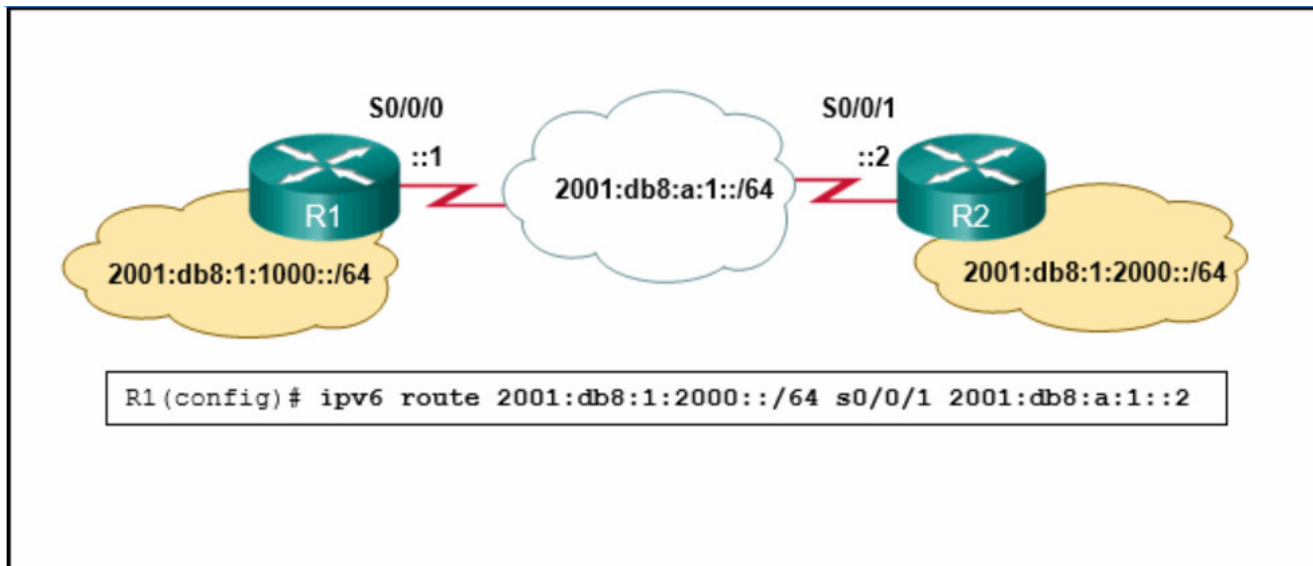 S0/0/0
S0/0/1
::1
::2
2001:db8:a:1::/64
R1
R2
2001:db8:1:1000::/64
2001:db8:1:2000::/64
R1(config)# ipv6 route 2001:db8:1:2000::/64 s0/0/1 2001:db8:a:1::2